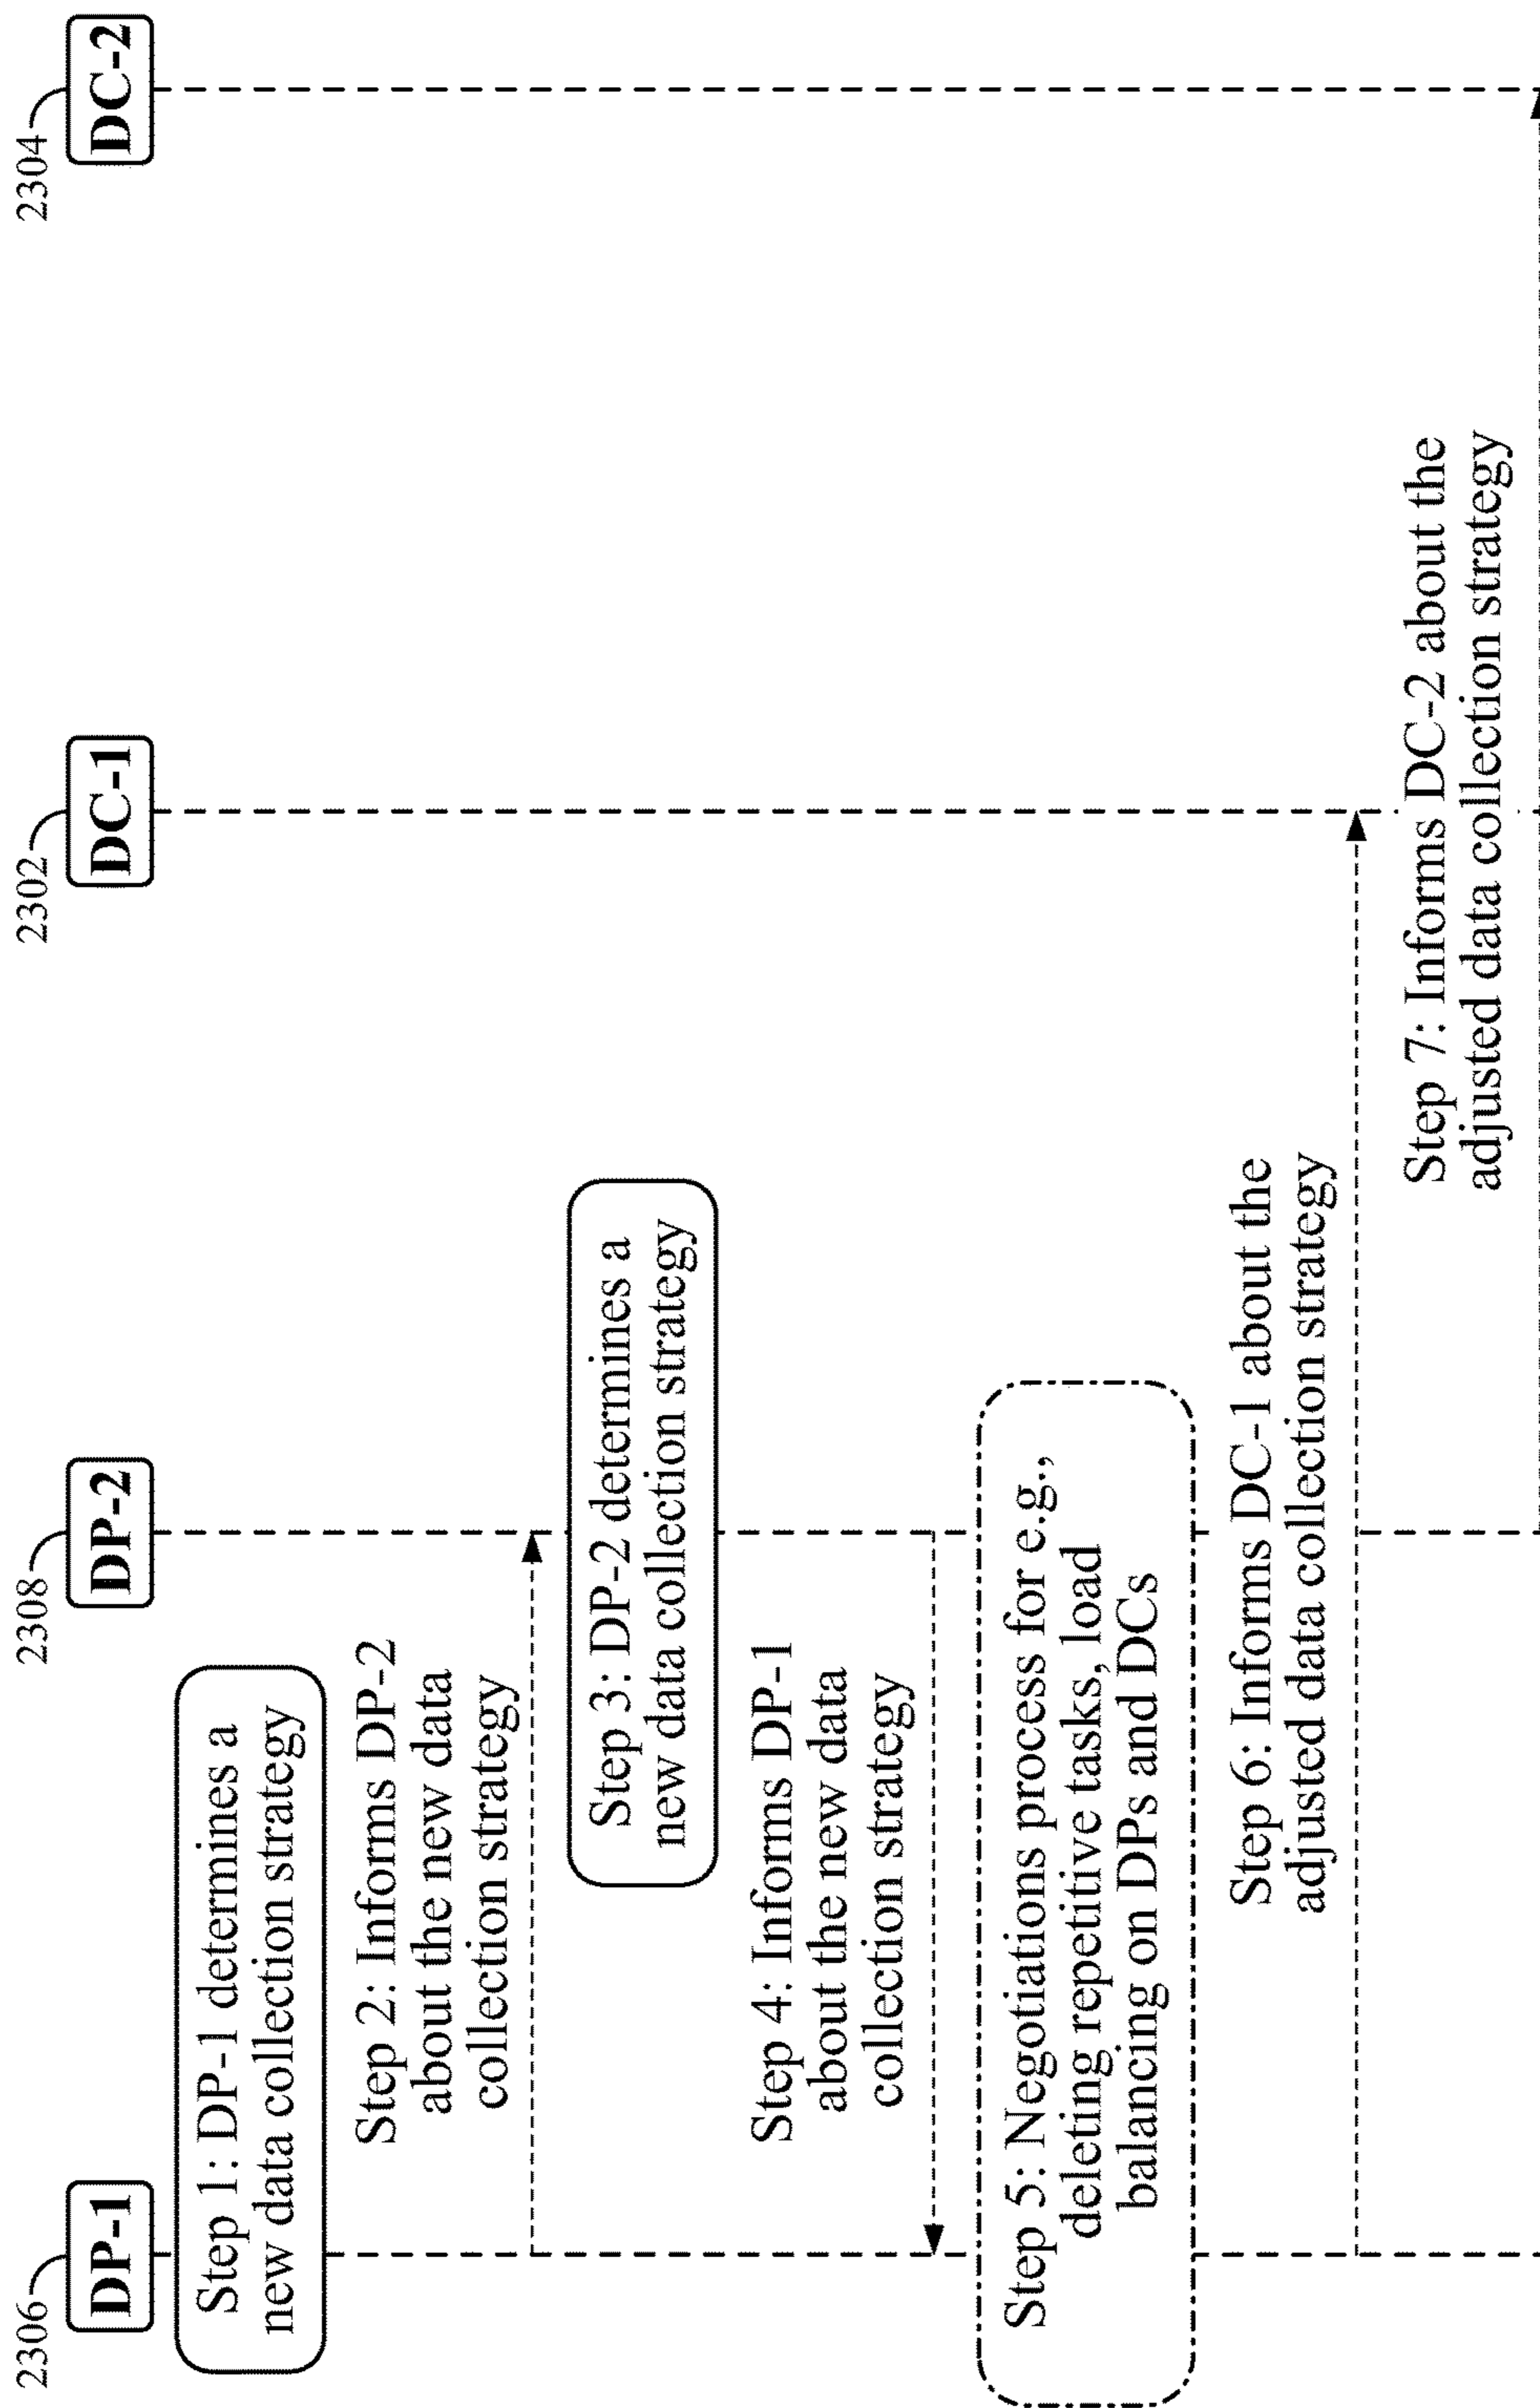 2306
2308
2302
2304
DP-1
DP-2
DC-1
DC-2
Step 1: DP-1 determines a
new data collection strategy
Step 2: Informs DP-2
about the new data
collection strategy
Step 3: DP-2 determines a
new data collection strategy
Step 4: Informs DP-1
about the new data
collection strategy
Step 5: Negotiations process for e.g.,
deleting repetitive tasks, load
balancing on DPs and DCs
Step 6: Informs DC-1 about the
adjusted data collection strategy
Step 7: Informs DC-2 about the
adjusted data collection strategy